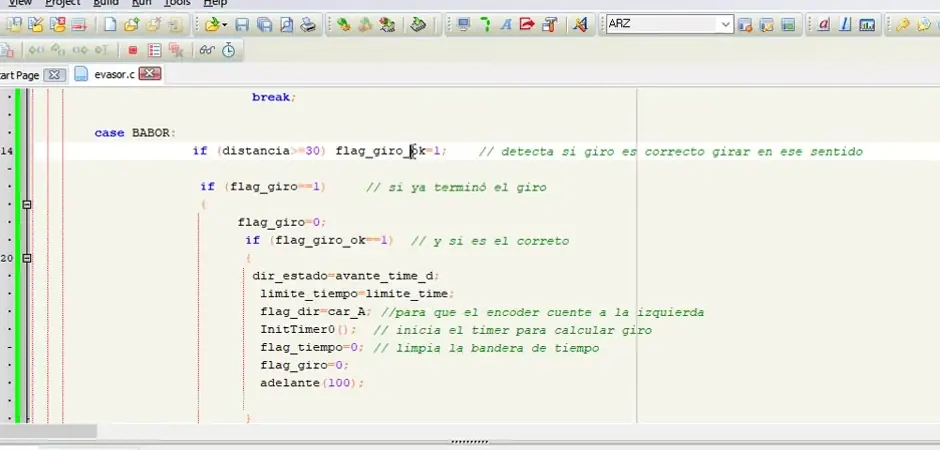 View Project Build Run Tools Help
ARZ
art Page evasor.c
break;
case BABOR:
14 if (distancia>=30) flag_giro_ok=1; // detecta si giro es correcto girar en ese sentido
if (flag_giro==1) // si ya terminó el giro
{
flag_giro=0;
if (flag_giro_ok==1) // y si es el correto
20 {
dir_estado=avante_time_d;
limite_tiempo=limite_time;
flag_dir=car_A; //para que el encoder cuente a la izquierda
InitTimer0(); // inicia el timer para calcular giro
flag_tiempo=0; // limpia la bandera de tiempo
flag_giro=0;
adelante(100);
}